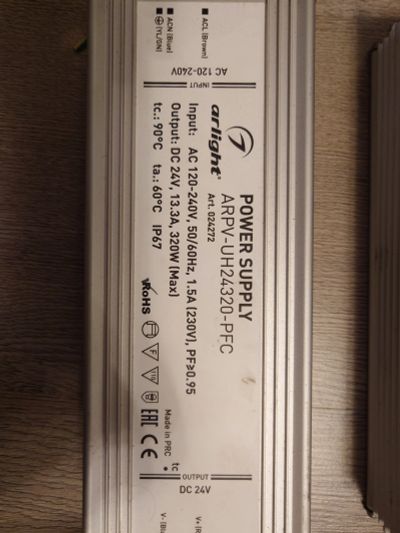 ACL (Brown)
ACN (Blue)
(YL/GN)
AC 120-240V
INPUT
arlight®
POWER SUPPLY
ARPV-UH24320-PFC
Art. 024272
Input: AC 120-240V, 50/60Hz, 1.5A (230V), PF≥0.95
Output: DC 24V, 13.3A, 320W (Max)
tc.: 90°C ta.: 60°C IP67
RoHS
F
EAC CE
Made in PRC
tc
OUTPUT
DC 24V